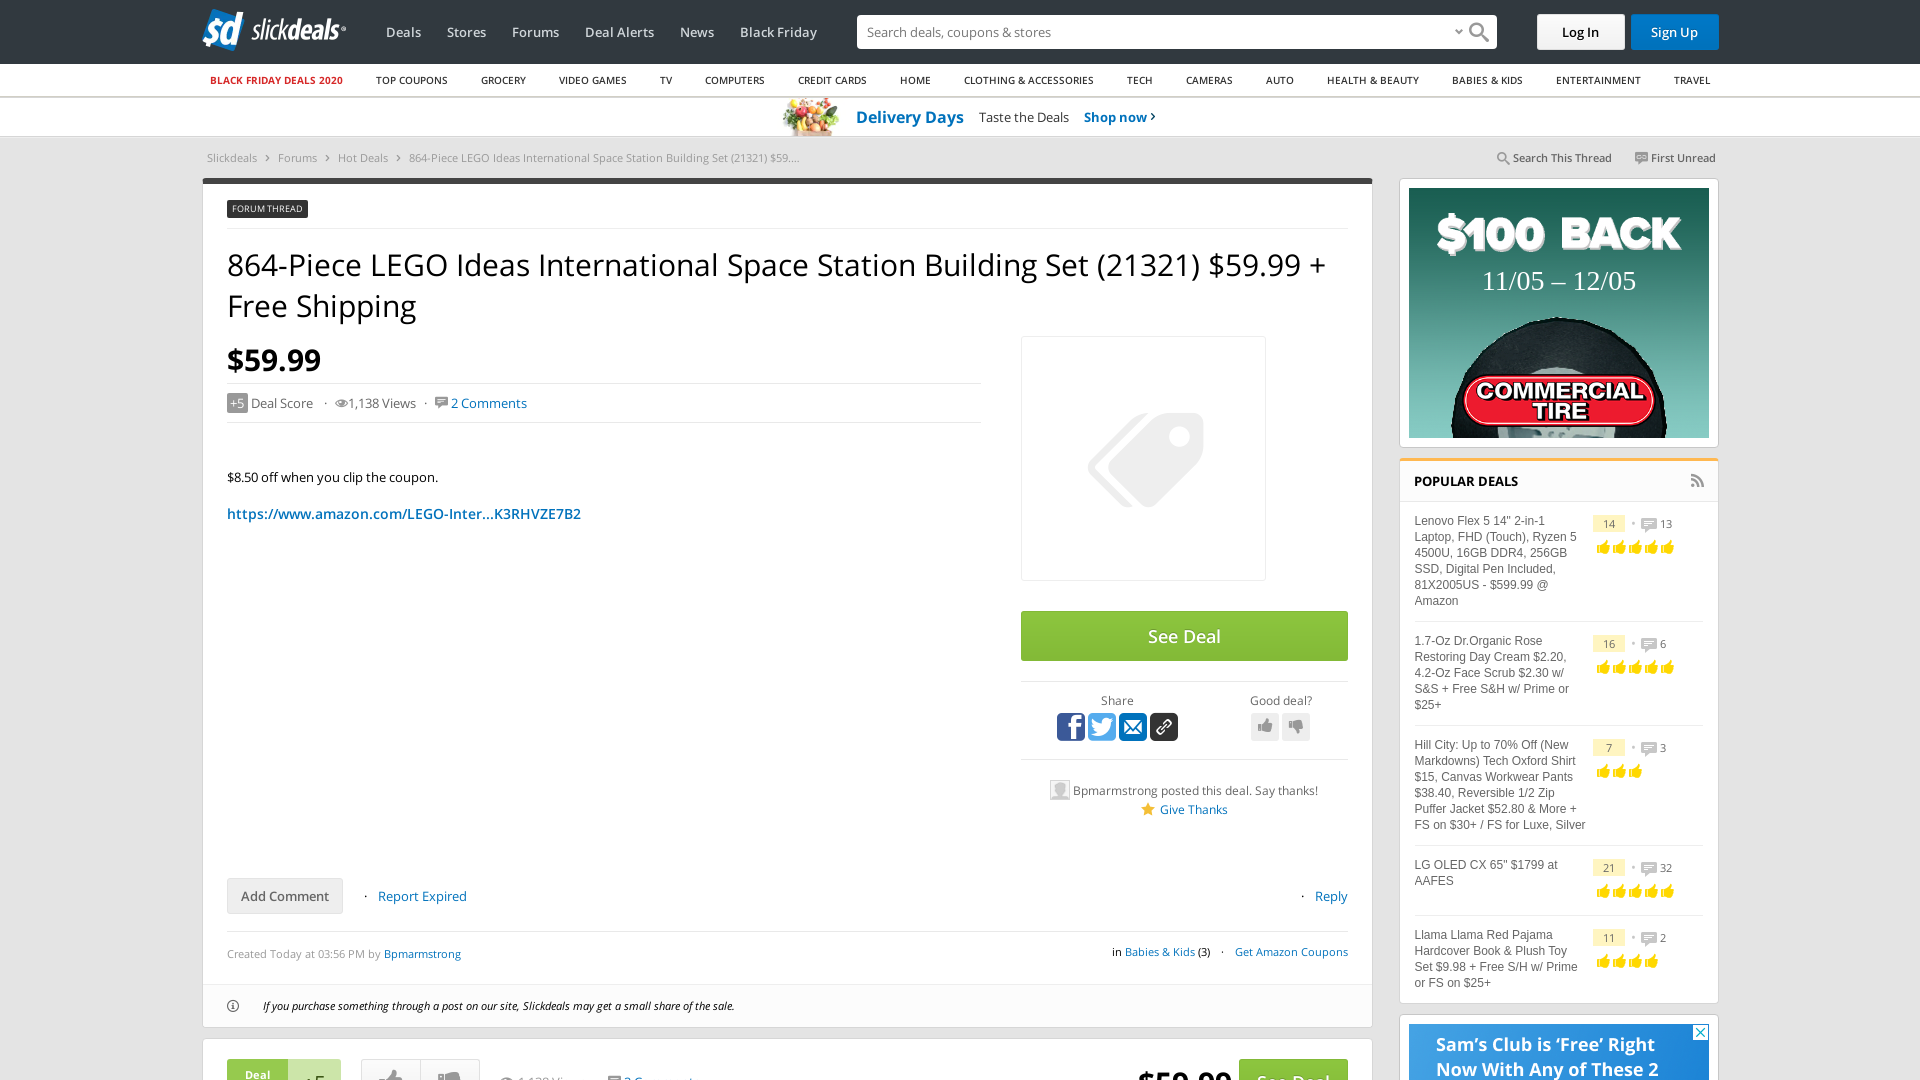 slickdeals
Deals Stores Forums Deal Alerts News Black Friday
Search deals, coupons & shops
Log In
Sign Up
BLACK FRIDAY DEALS 2020 TOP COUPONS GROCERY VIDEO GAMES TV COMPUTERS CREDIT CARDS HOME CLOTHING & ACCESSORIES TECH CAMERAS AUTO HEALTH & BEAUTY BABIES & KIDS ENTERTAINMENT TRAVEL
Delivery Days Taste the Deals Shop now
Slickdeals Forums Hot Deals 864-Piece LEGO Ideas International Space Station Building Set (21321) $59....
Search This Thread First Unread
FORUM THREAD
864-Piece LEGO Ideas International Space Station Building Set (21321) $59.99 +
Free Shipping
$59.99
+5 Deal Score · 1,138 Views · 2 Comments
$8.50 off when you clip the coupon.
https://www.amazon.com/LEGO-Inter...K3RHVZE7B2
See Deal
Share
Good deal?
Bpmarmstrong posted this deal. Say thanks!
Give Thanks
Add Comment · Report Expired
· Reply
Created Today at 03:56 PM by Bpmarmstrong
in Babies & Kids (3) · Get Amazon Coupons
If you purchase something through a post on our site, Slickdeals may get a small share of the sale.
Deal
$59.99
See Deal
$100 BACK
11/05 – 12/05
COMMERCIAL
TIRE
POPULAR DEALS
Lenovo Flex 5 14" 2-in-1
Laptop, FHD (Touch), Ryzen 5
4500U, 16GB DDR4, 256GB
SSD, Digital Pen Included,
81X2005US - $599.99 @
Amazon
14 · 13
1.7-Oz Dr.Organic Rose
Restoring Day Cream $2.20,
4.2-Oz Face Scrub $2.30 w/
S&S + Free S&H w/ Prime or
$25+
16 · 6
Hill City: Up to 70% Off (New
Markdowns) Tech Oxford Shirt
$15, Canvas Workwear Pants
$38.40, Reversible 1/2 Zip
Puffer Jacket $52.80 & More +
FS on $30+ / FS for Luxe, Silver
7 · 3
LG OLED CX 65" $1799 at
AAFES
21 · 32
Llama Llama Red Pajama
Hardcover Book & Plush Toy
Set $9.98 + Free S/H w/ Prime
or FS on $25+
11 · 2
Sam's Club is ‘Free’ Right
Now With Any of These 2